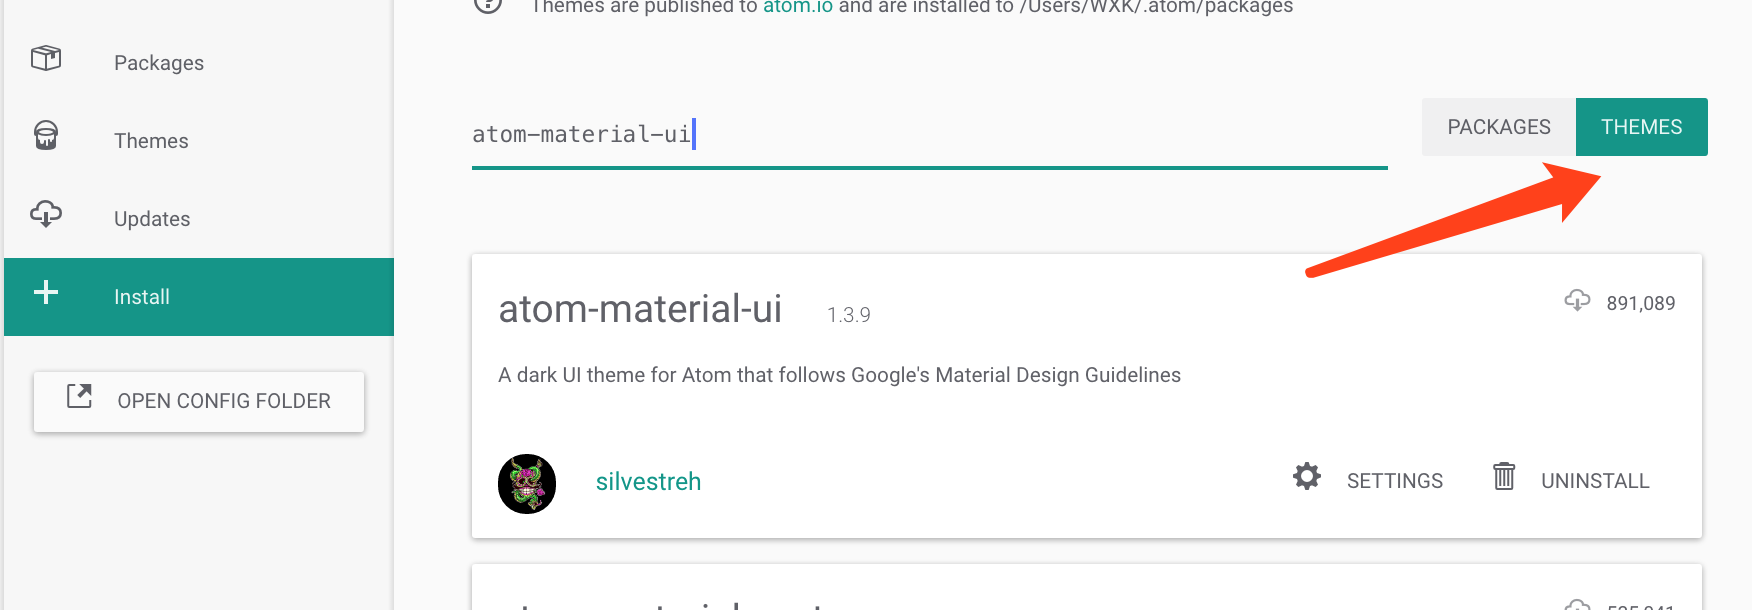 Themes are published to atom.io and are installed to /Users/WXK/.atom/packages
Packages
Themes
Updates
Install
OPEN CONFIG FOLDER
atom-material-ui
PACKAGES
THEMES
atom-material-ui 1.3.9
891,089
A dark UI theme for Atom that follows Google's Material Design Guidelines
silvestreh
SETTINGS
UNINSTALL